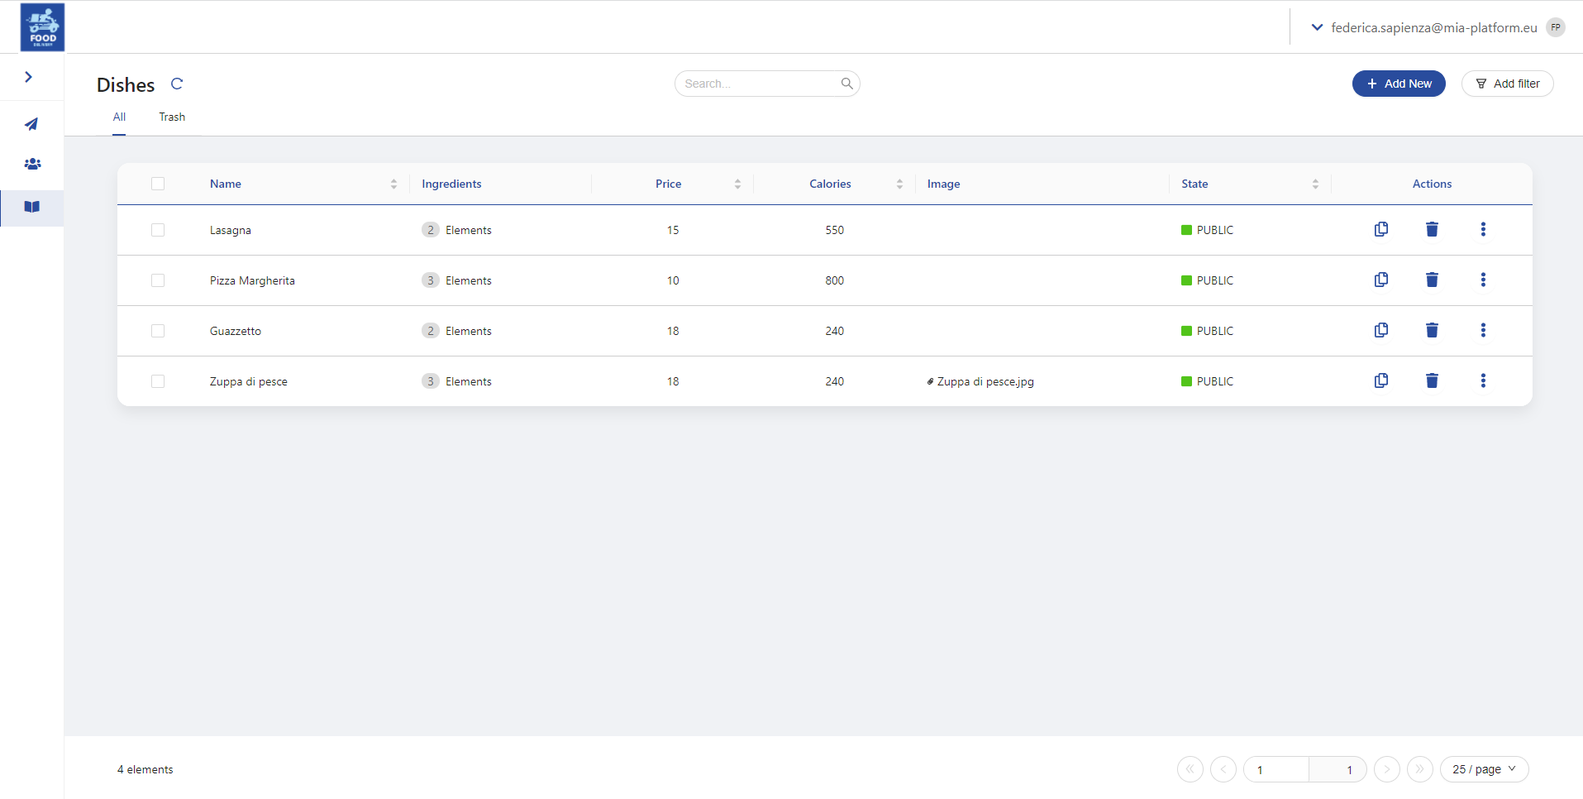 FOOD
DELIVERY
federica.sapienza@mia-platform.eu FP
Dishes
Search...
Add New
Add filter
All Trash
Name Ingredients Price Calories Image State Actions
Lasagna 2 Elements 15 550 PUBLIC
Pizza Margherita 3 Elements 10 800 PUBLIC
Guazzetto 2 Elements 18 240 PUBLIC
Zuppa di pesce 3 Elements 18 240 Zuppa di pesce.jpg PUBLIC
4 elements 1 1 25 / page